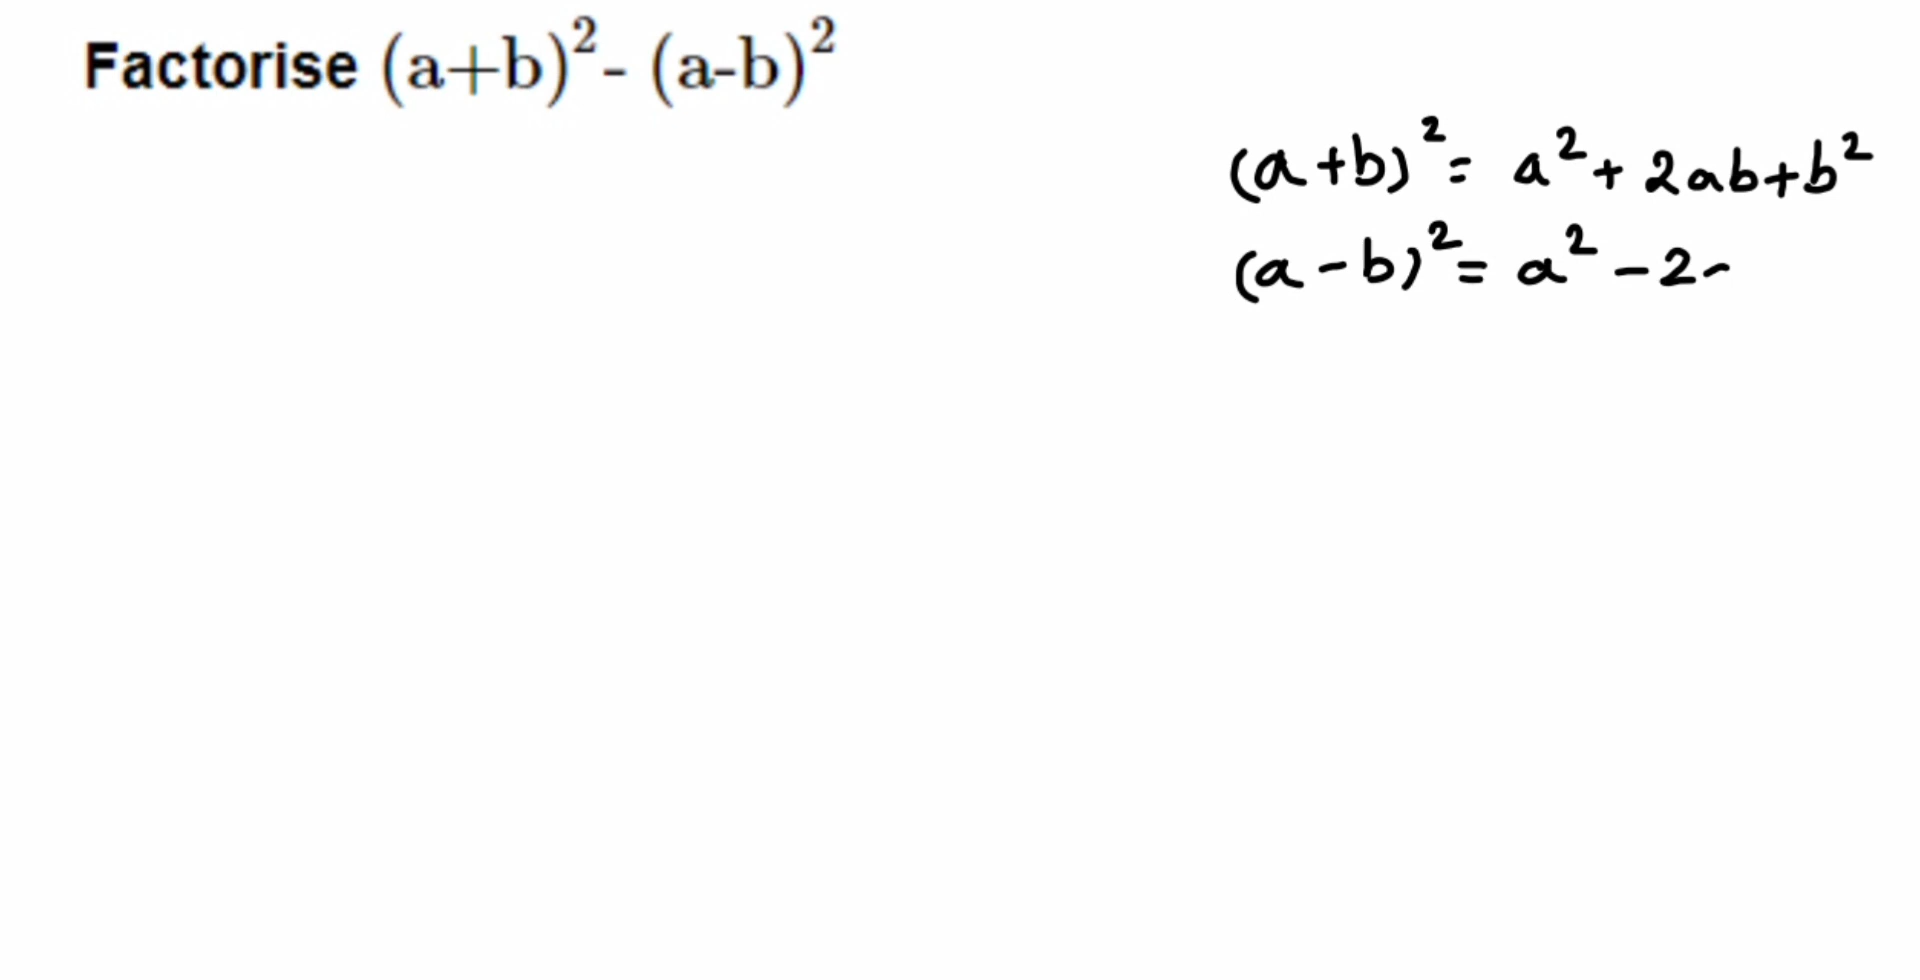 Factorise (a+b)²- (a-b)²
(a+b)²= a²+ 2ab+b²
(a-b)²= a²-2